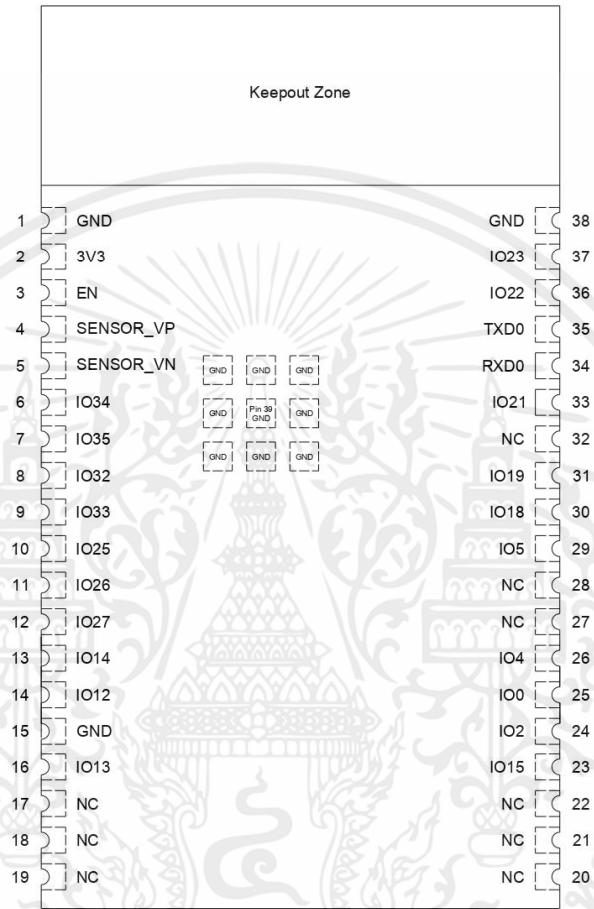 Keepout Zone
1 GND GND 38
2 3V3 IO23 37
3 EN IO22 36
4 SENSOR_VP TXD0 35
5 SENSOR_VN GND GND GND RXD0 34
6 IO34 GND Pin 39 GND GND IO21 33
7 IO35 GND GND GND NC 32
8 IO32 IO19 31
9 IO33 IO18 30
10 IO25 IO5 29
11 IO26 NC 28
12 IO27 NC 27
13 IO14 IO4 26
14 IO12 IO0 25
15 GND IO2 24
16 IO13 IO15 23
17 NC NC 22
18 NC NC 21
19 NC NC 20